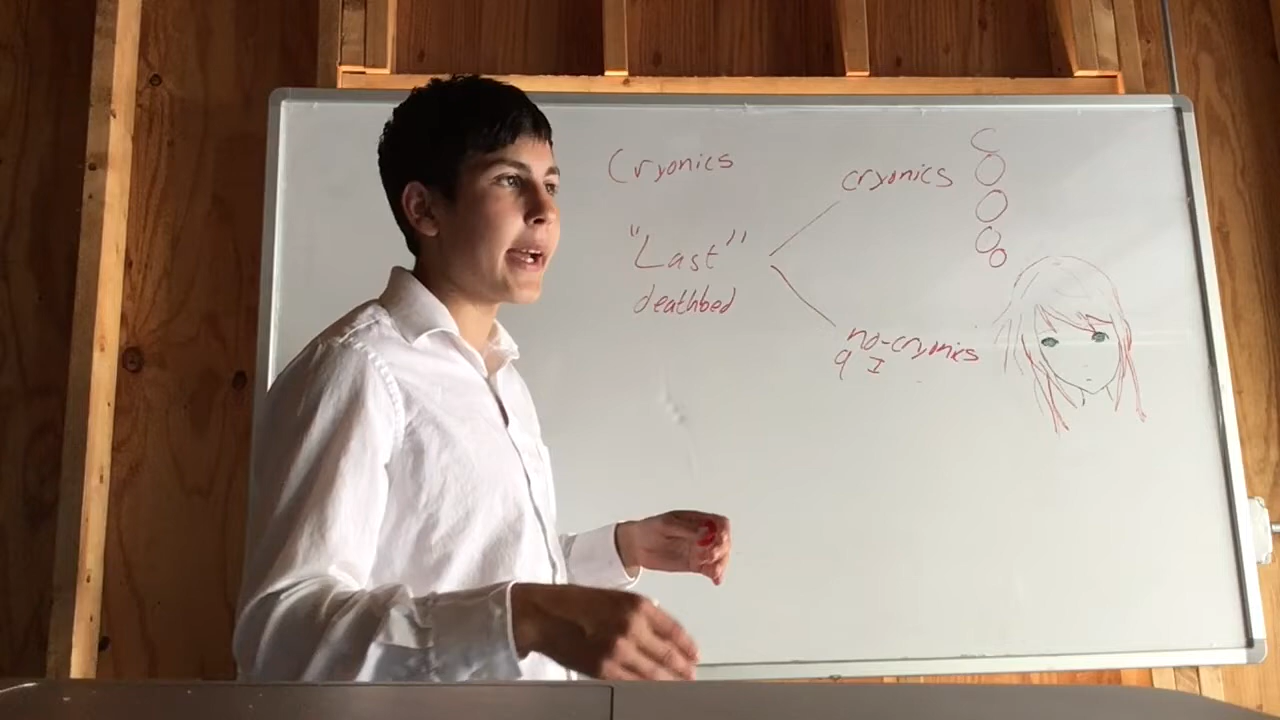 Cryonics
"Last"
deathbed
cryonics
no-cryonics
q I